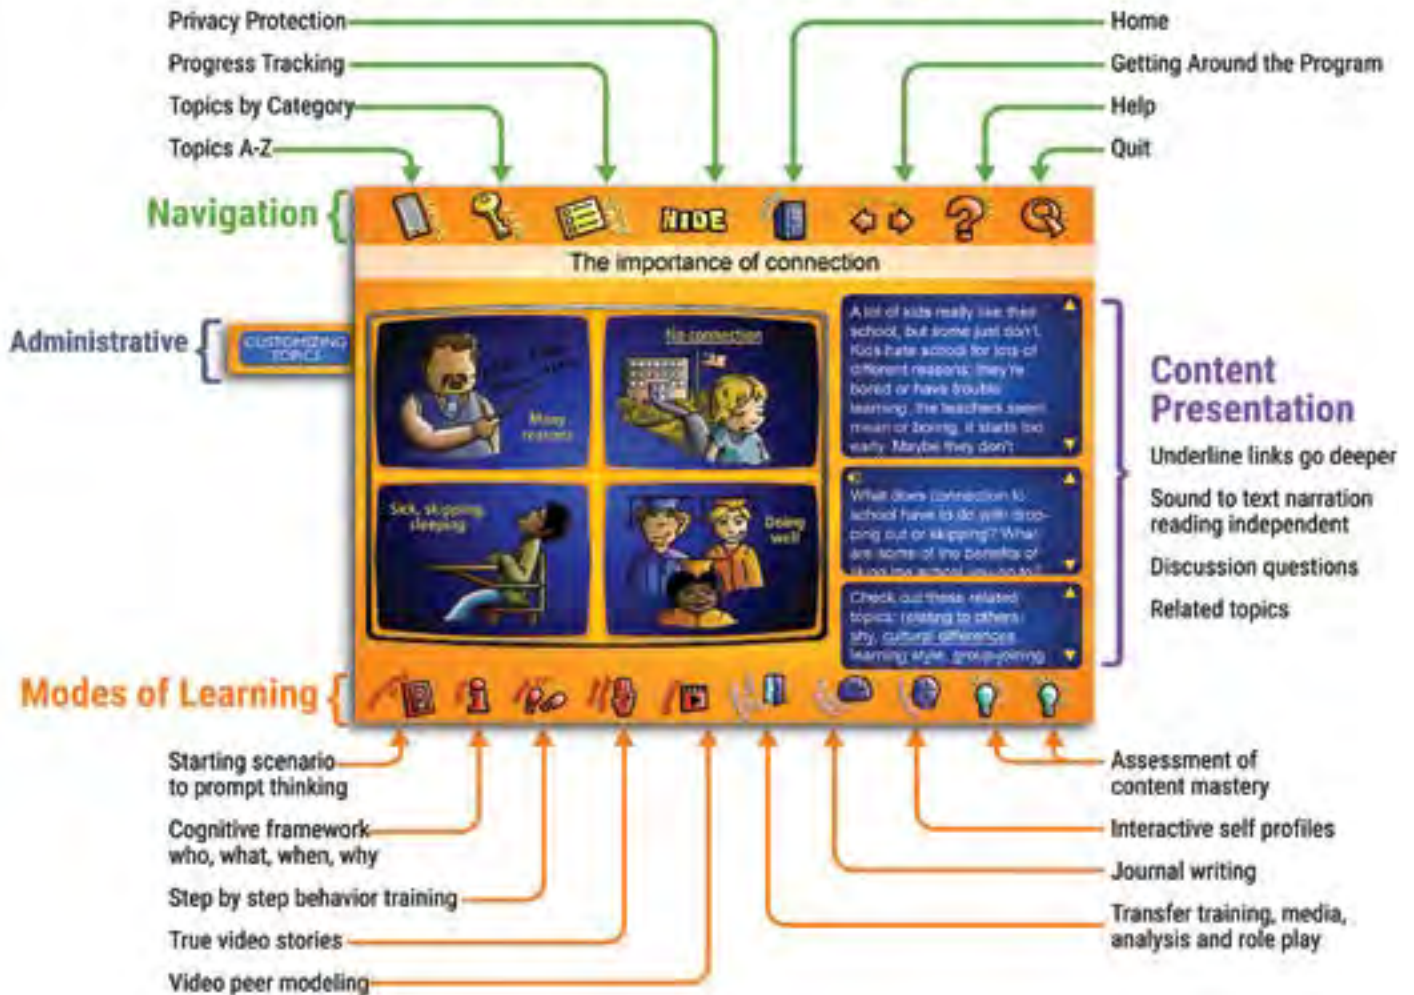 Privacy Protection
Progress Tracking
Topics by Category
Topics A-Z
Home
Getting Around the Program
Help
Quit
Navigation
HIDE
The importance of connection
Administrative
CUSTOMIZING
TOPICS
Many
reasons
No connection
Sick, skipping,
sleeping
Doing
well
A lot of kids really like their
school, but some just don't.
Kids hate school for lots of
different reasons: they're
bored or have trouble
learning, the teachers seem
mean or boring, it starts too
early. Maybe they don't
What does connection to
school have to do with drop-
ping out or skipping? What
are some of the benefits of
Check out these related
topics: relating to others:
shy, cultural differences
learning style, group-joining
Content
Presentation
Underline links go deeper
Sound to text narration
reading independent
Discussion questions
Related topics
Modes of Learning
Starting scenario
to prompt thinking
Cognitive framework
who, what, when, why
Step by step behavior training
True video stories
Video peer modeling
Assessment of
content mastery
Interactive self profiles
Journal writing
Transfer training, media,
analysis and role play